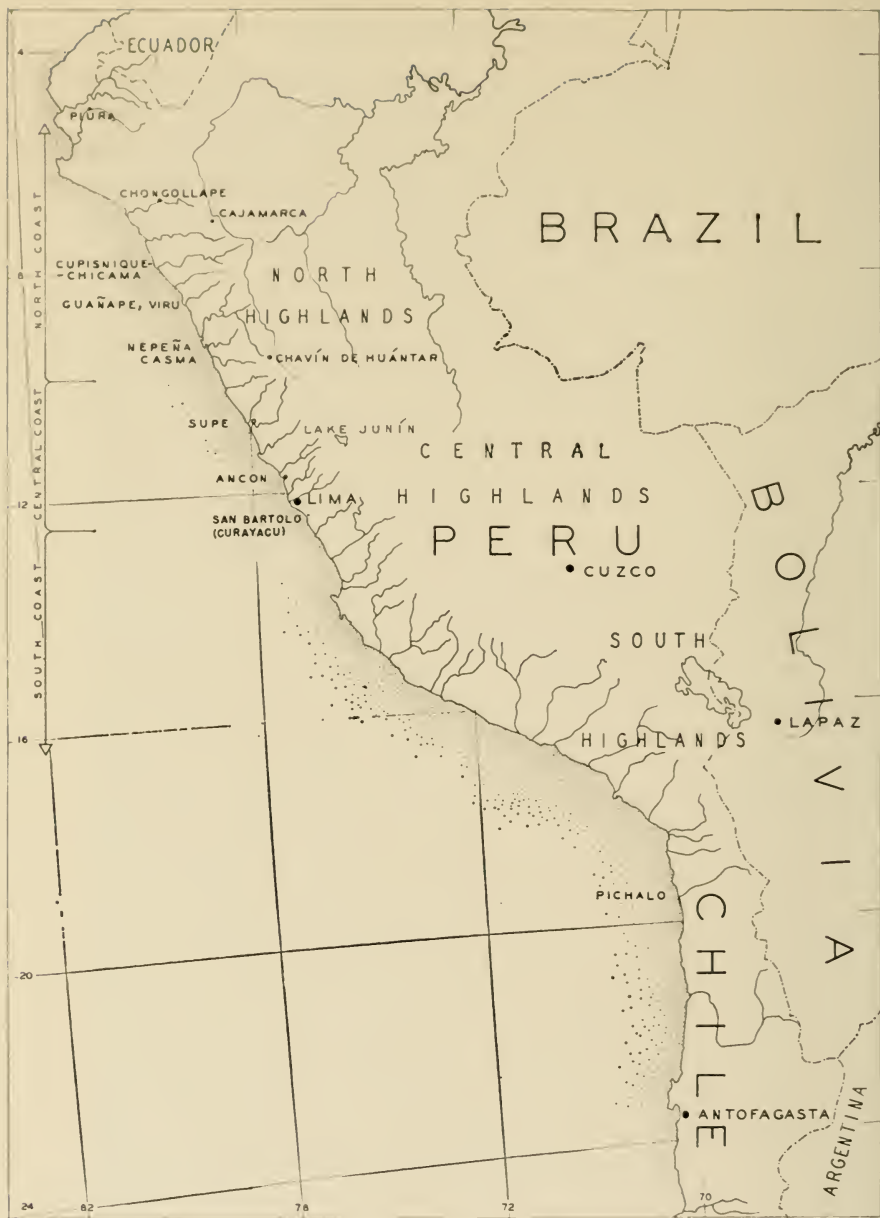 4
ECUADOR
PIURA
CHONGOLLAPE
CAJAMARCA
BRAZIL
NORTH COAST
8
CUPISNIQUE-
-CHICAMA
NORTH
HIGHLANDS
GUAÑAPE, VIRU
NEPEÑA
CASMA
CHAVÍN DE HUÁNTAR
CENTRAL COAST
SUPE
LAKE JUNÍN
CENTRAL
HIGHLANDS
ANCON
12
LIMA
SAN BARTOLO
(CURAYACU)
PERU
CUZCO
BOLIVIA
SOUTH COAST
SOUTH
HIGHLANDS
LAPAZ
16
PICHALO
CHILE
20
ANTOFAGASTA
ARGENTINA
24
82
76
72
70